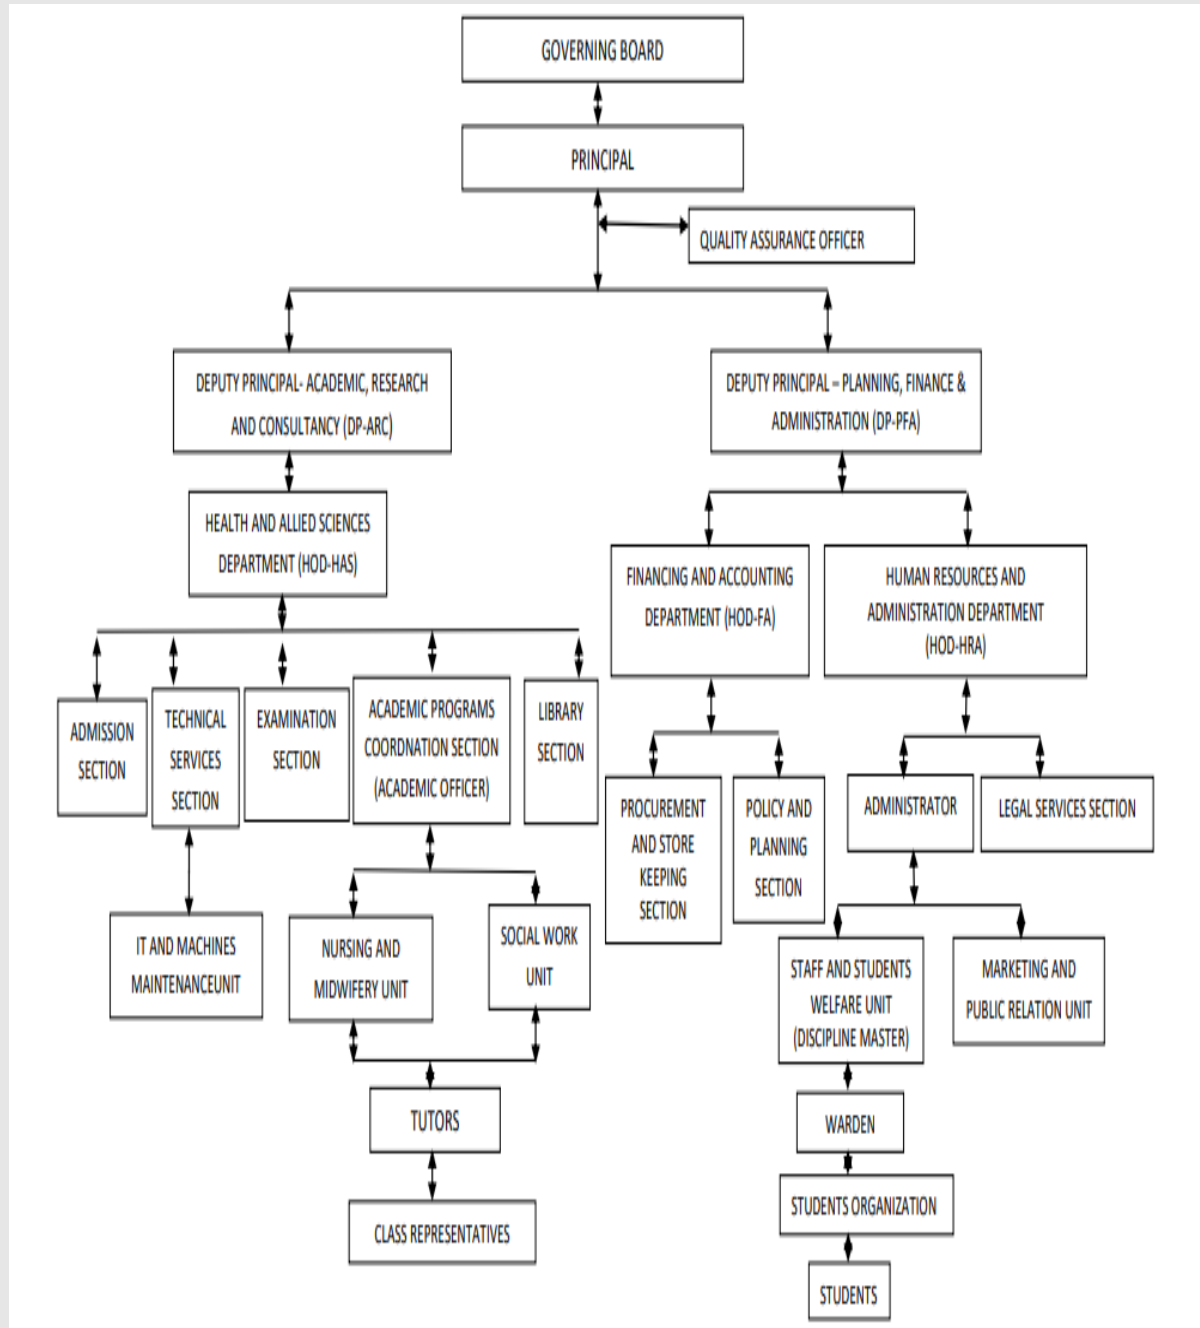 GOVERNING BOARD
PRINCIPAL
QUALITY ASSURANCE OFFICER
DEPUTY PRINCIPAL- ACADEMIC, RESEARCH
AND CONSULTANCY (DP-ARC)
DEPUTY PRINCIPAL – PLANNING, FINANCE &
ADMINISTRATION (DP-PFA)
HEALTH AND ALLIED SCIENCES
DEPARTMENT (HOD-HAS)
FINANCING AND ACCOUNTING
DEPARTMENT (HOD-FA)
HUMAN RESOURCES AND
ADMINISTRATION DEPARTMENT
(HOD-HRA)
ADMISSION
SECTION
TECHNICAL
SERVICES
SECTION
EXAMINATION
SECTION
ACADEMIC PROGRAMS
COORDNATION SECTION
(ACADEMIC OFFICER)
LIBRARY
SECTION
PROCUREMENT
AND STORE
KEEPING
SECTION
POLICY AND
PLANNING
SECTION
ADMINISTRATOR
LEGAL SERVICES SECTION
IT AND MACHINES
MAINTENANCEUNIT
NURSING AND
MIDWIFERY UNIT
SOCIAL WORK
UNIT
STAFF AND STUDENTS
WELFARE UNIT
(DISCIPLINE MASTER)
MARKETING AND
PUBLIC RELATION UNIT
TUTORS
WARDEN
CLASS REPRESENTATIVES
STUDENTS ORGANIZATION
STUDENTS